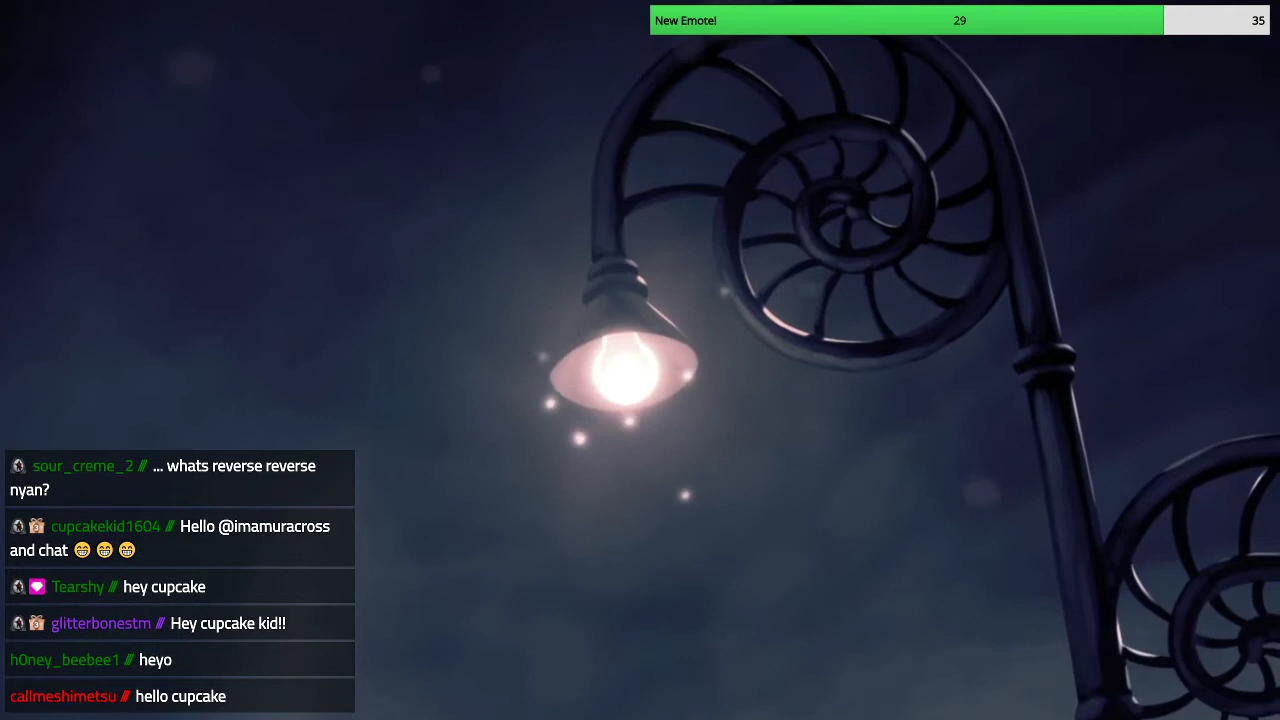 New Emote! 29 35
sour_creme_2 // ... whats reverse reverse
nyan?
cupcakekid1604 // Hello @imamuracross
and chat 😁 😁 😁
Tearshy // hey cupcake
glitterbonestm // Hey cupcake kid!!
h0ney_beebee1 // heyo
callmeshimetsu // hello cupcake